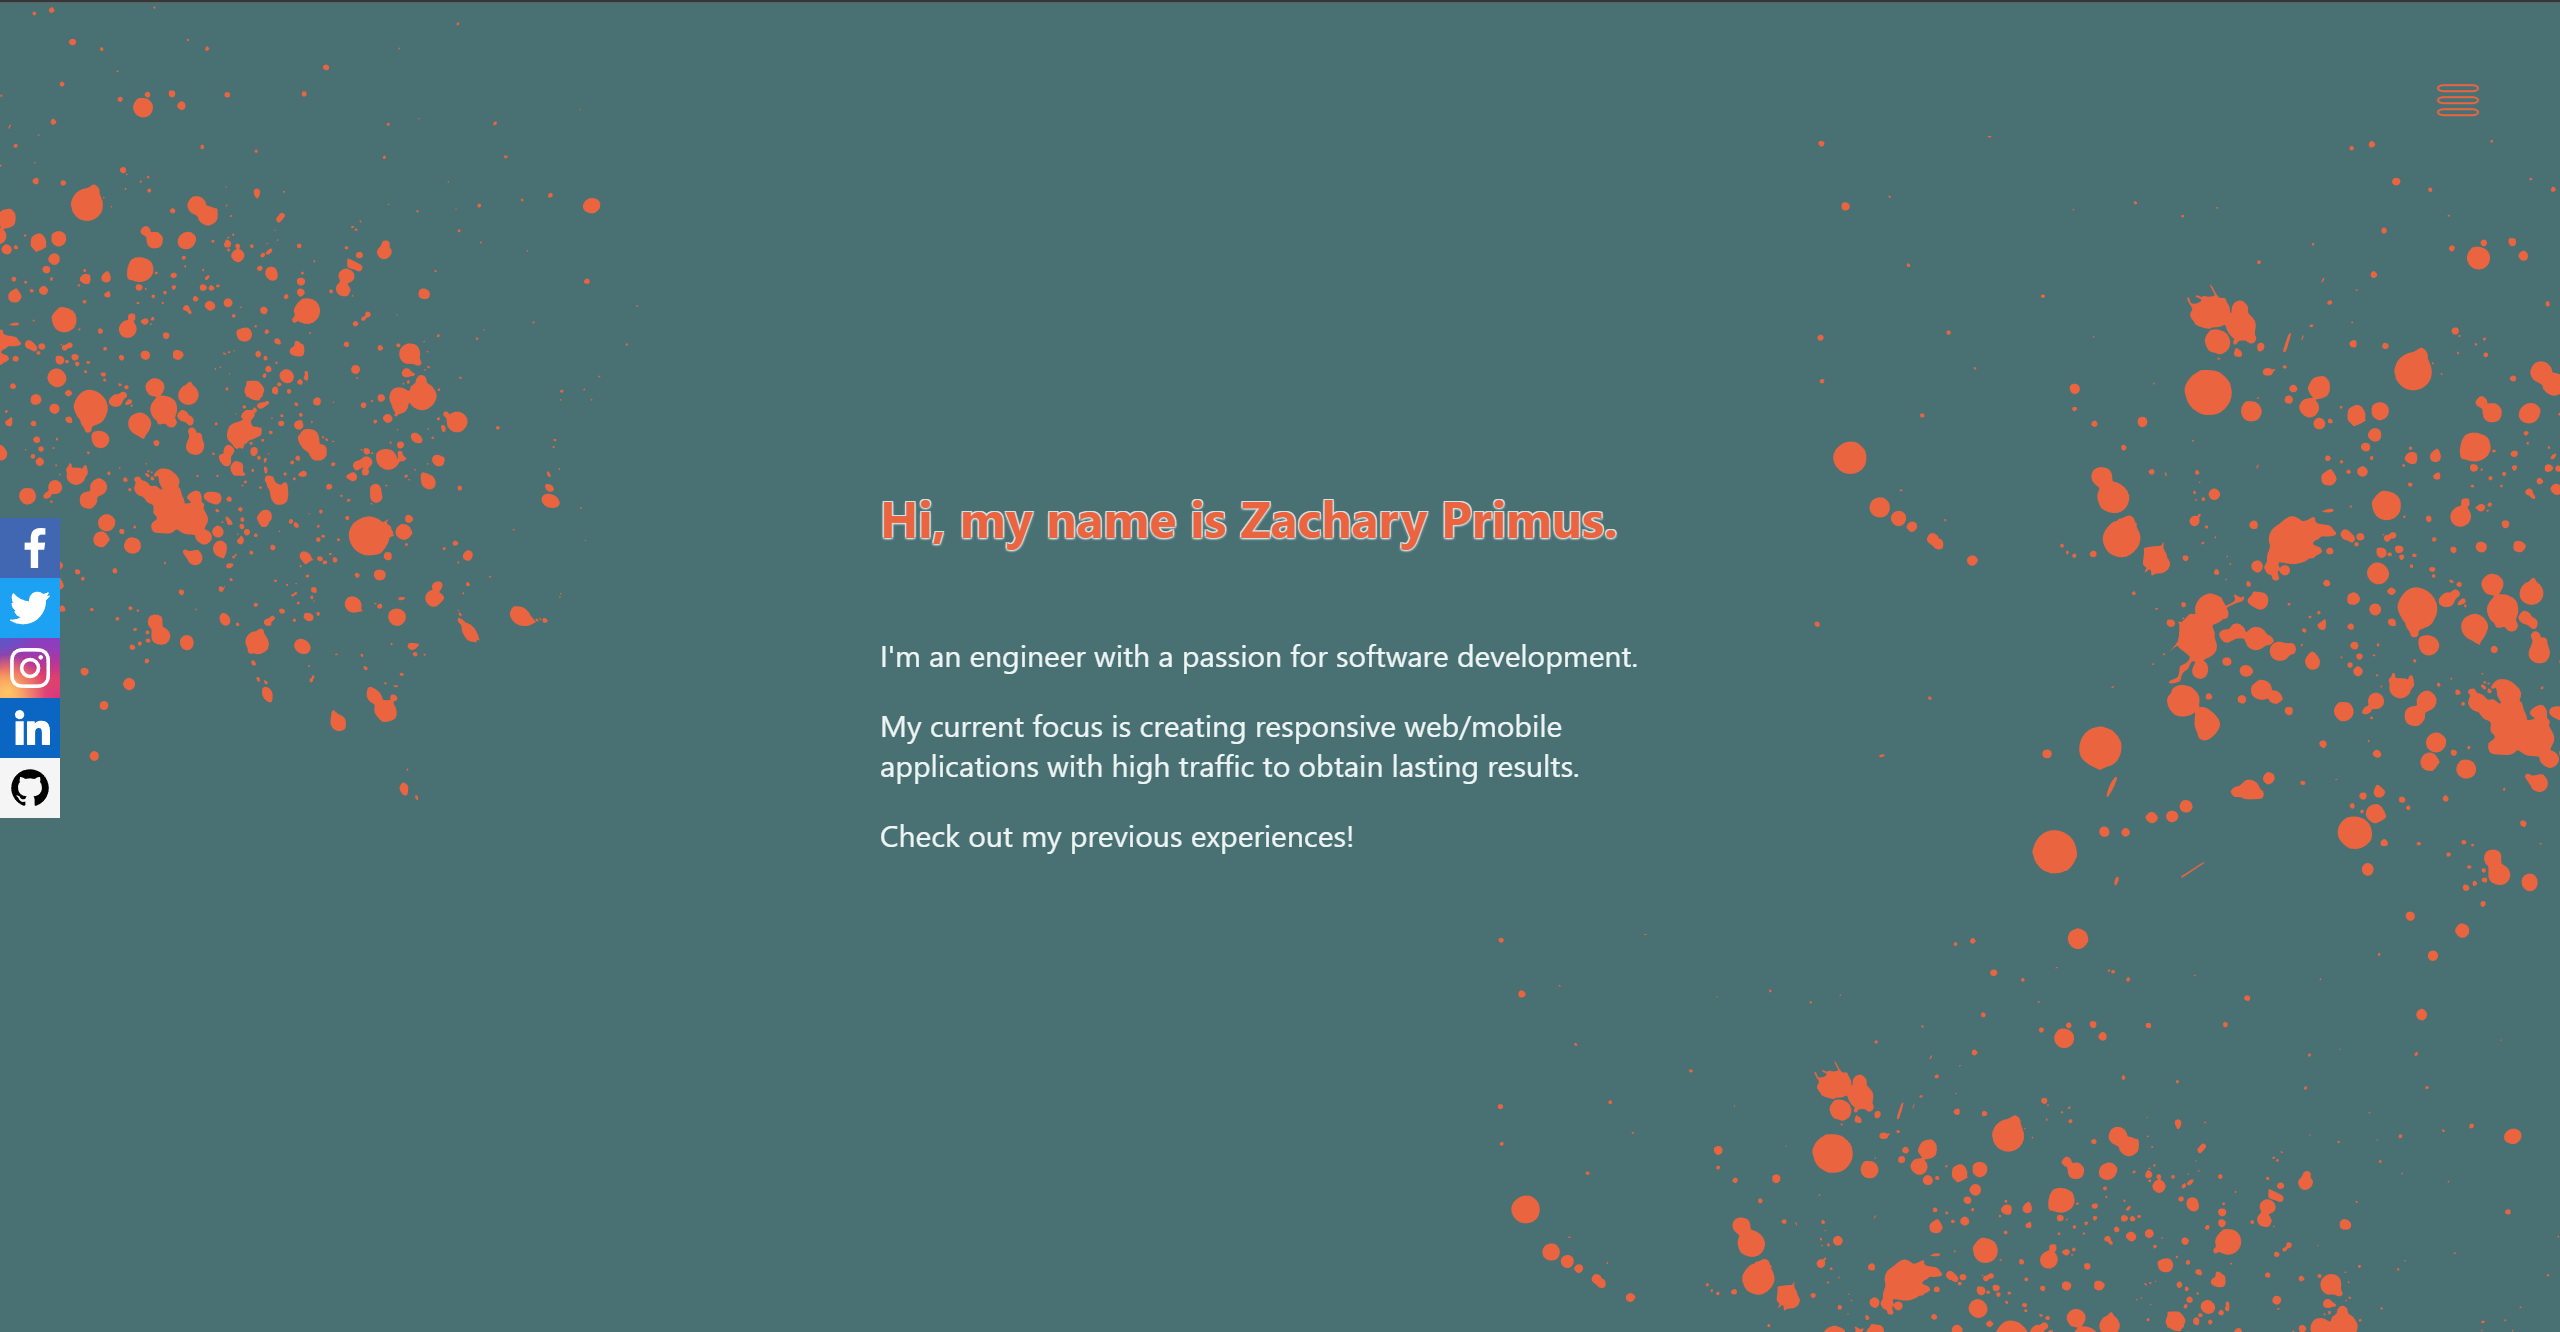 Hi, my name is Zachary Primus.
I'm an engineer with a passion for software development.
My current focus is creating responsive web/mobile
applications with high traffic to obtain lasting results.
Check out my previous experiences!